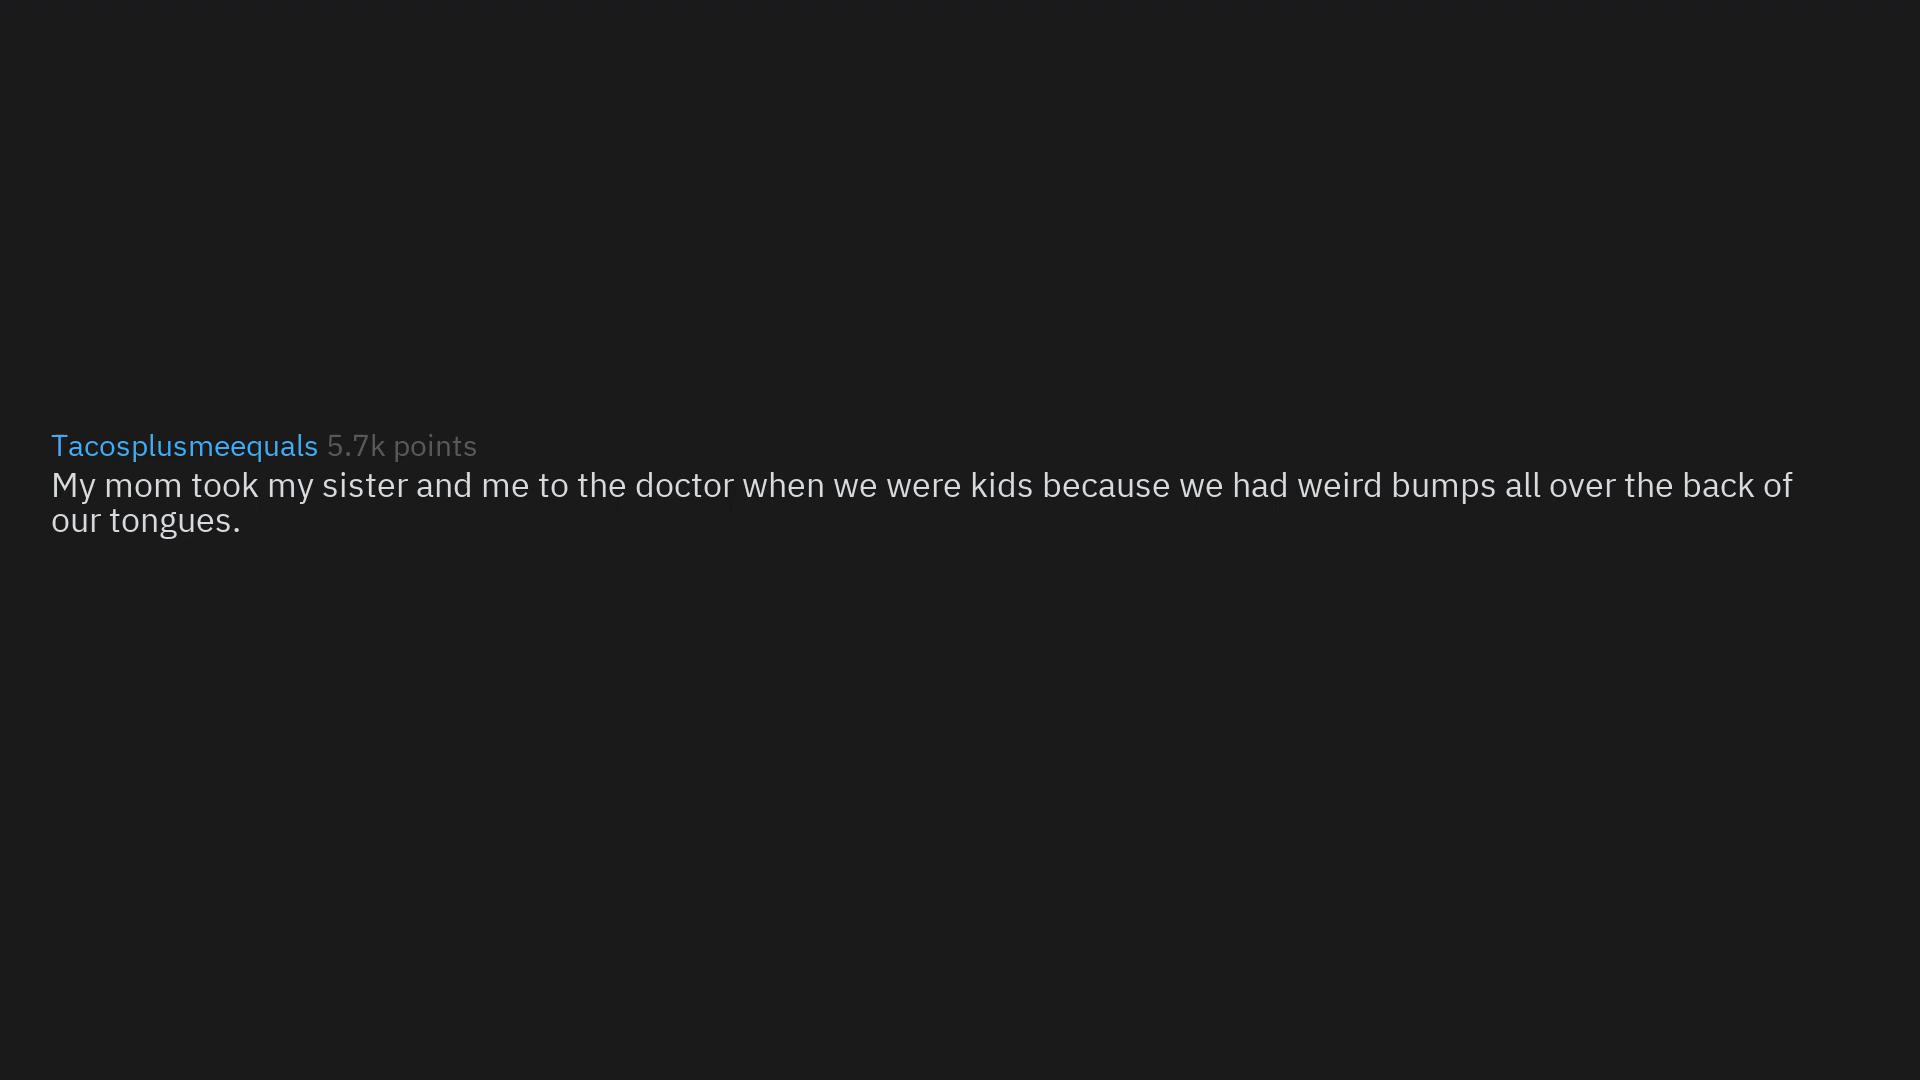 Tacosplusmeequals 5.7k points
My mom took my sister and me to the doctor when we were kids because we had weird bumps all over the back of
our tongues.